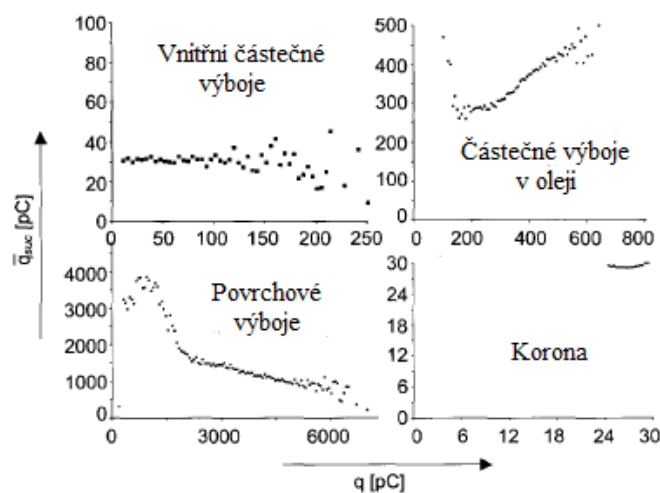 100
80
60
40
20
0
Vnitřní částečné
výboje
0 50 100 150 200 250
500
400
300
200
100
0
Částečné výboje
v oleji
0 200 400 600 800
q̅suc [pC]
4000
3000
2000
1000
0
Povrchové
výboje
0 3000 6000
30
24
18
12
6
0
Korona
0 6 12 18 24 30
q [pC]